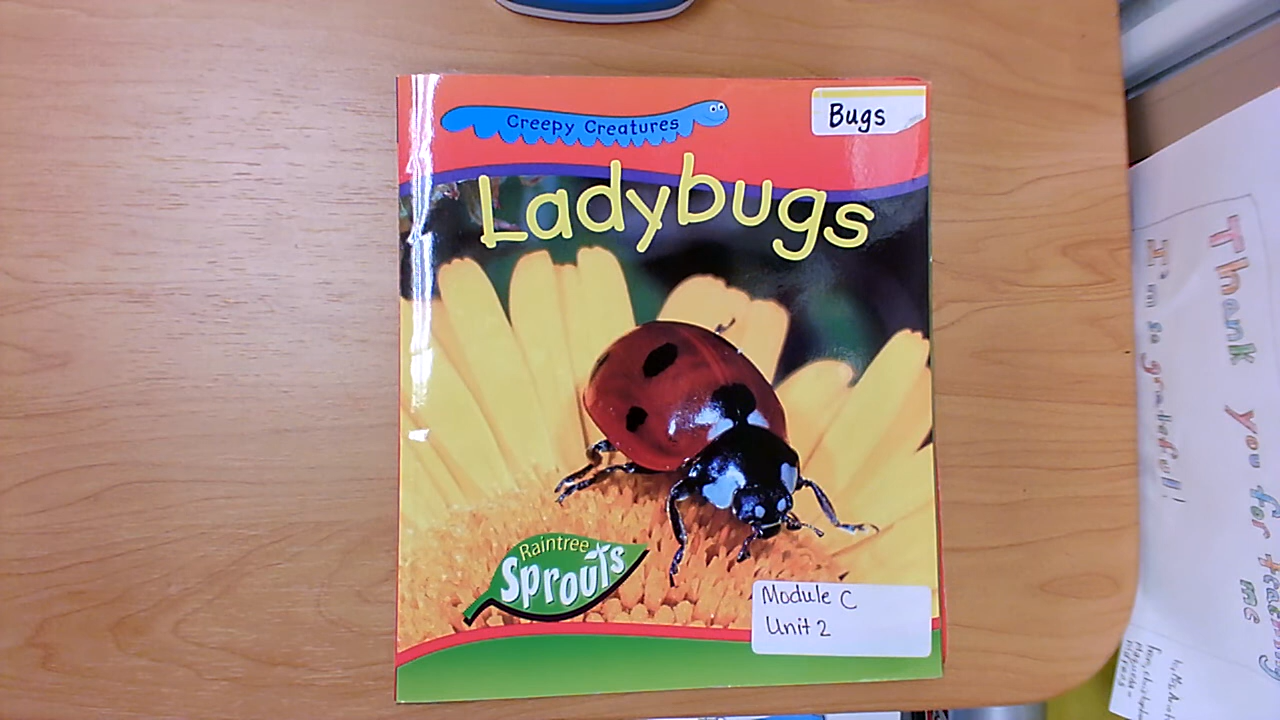 Creepy Creatures
Bugs
Ladybugs
Raintree
Sprouts
Module C
Unit 2
Thank you for teaching
me
I'm so grateful!